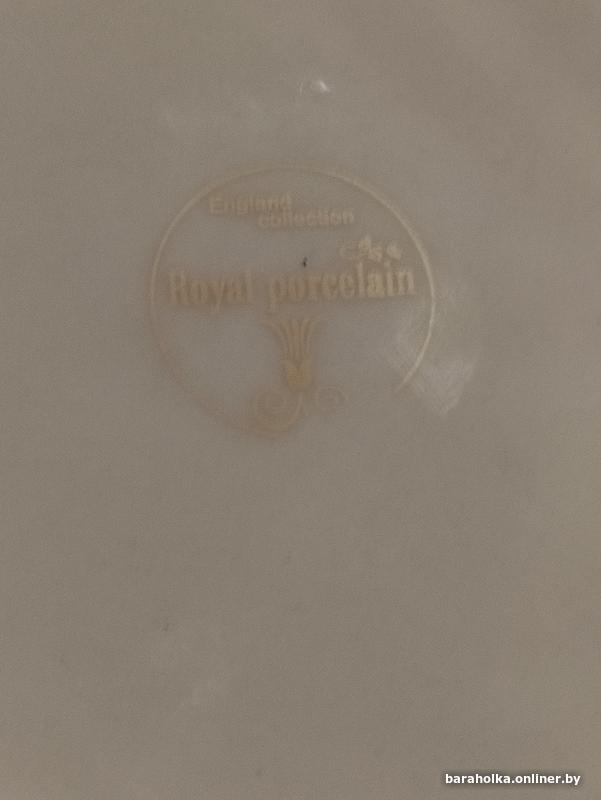 England
collection
Royal porcelain
baraholka.onliner.by